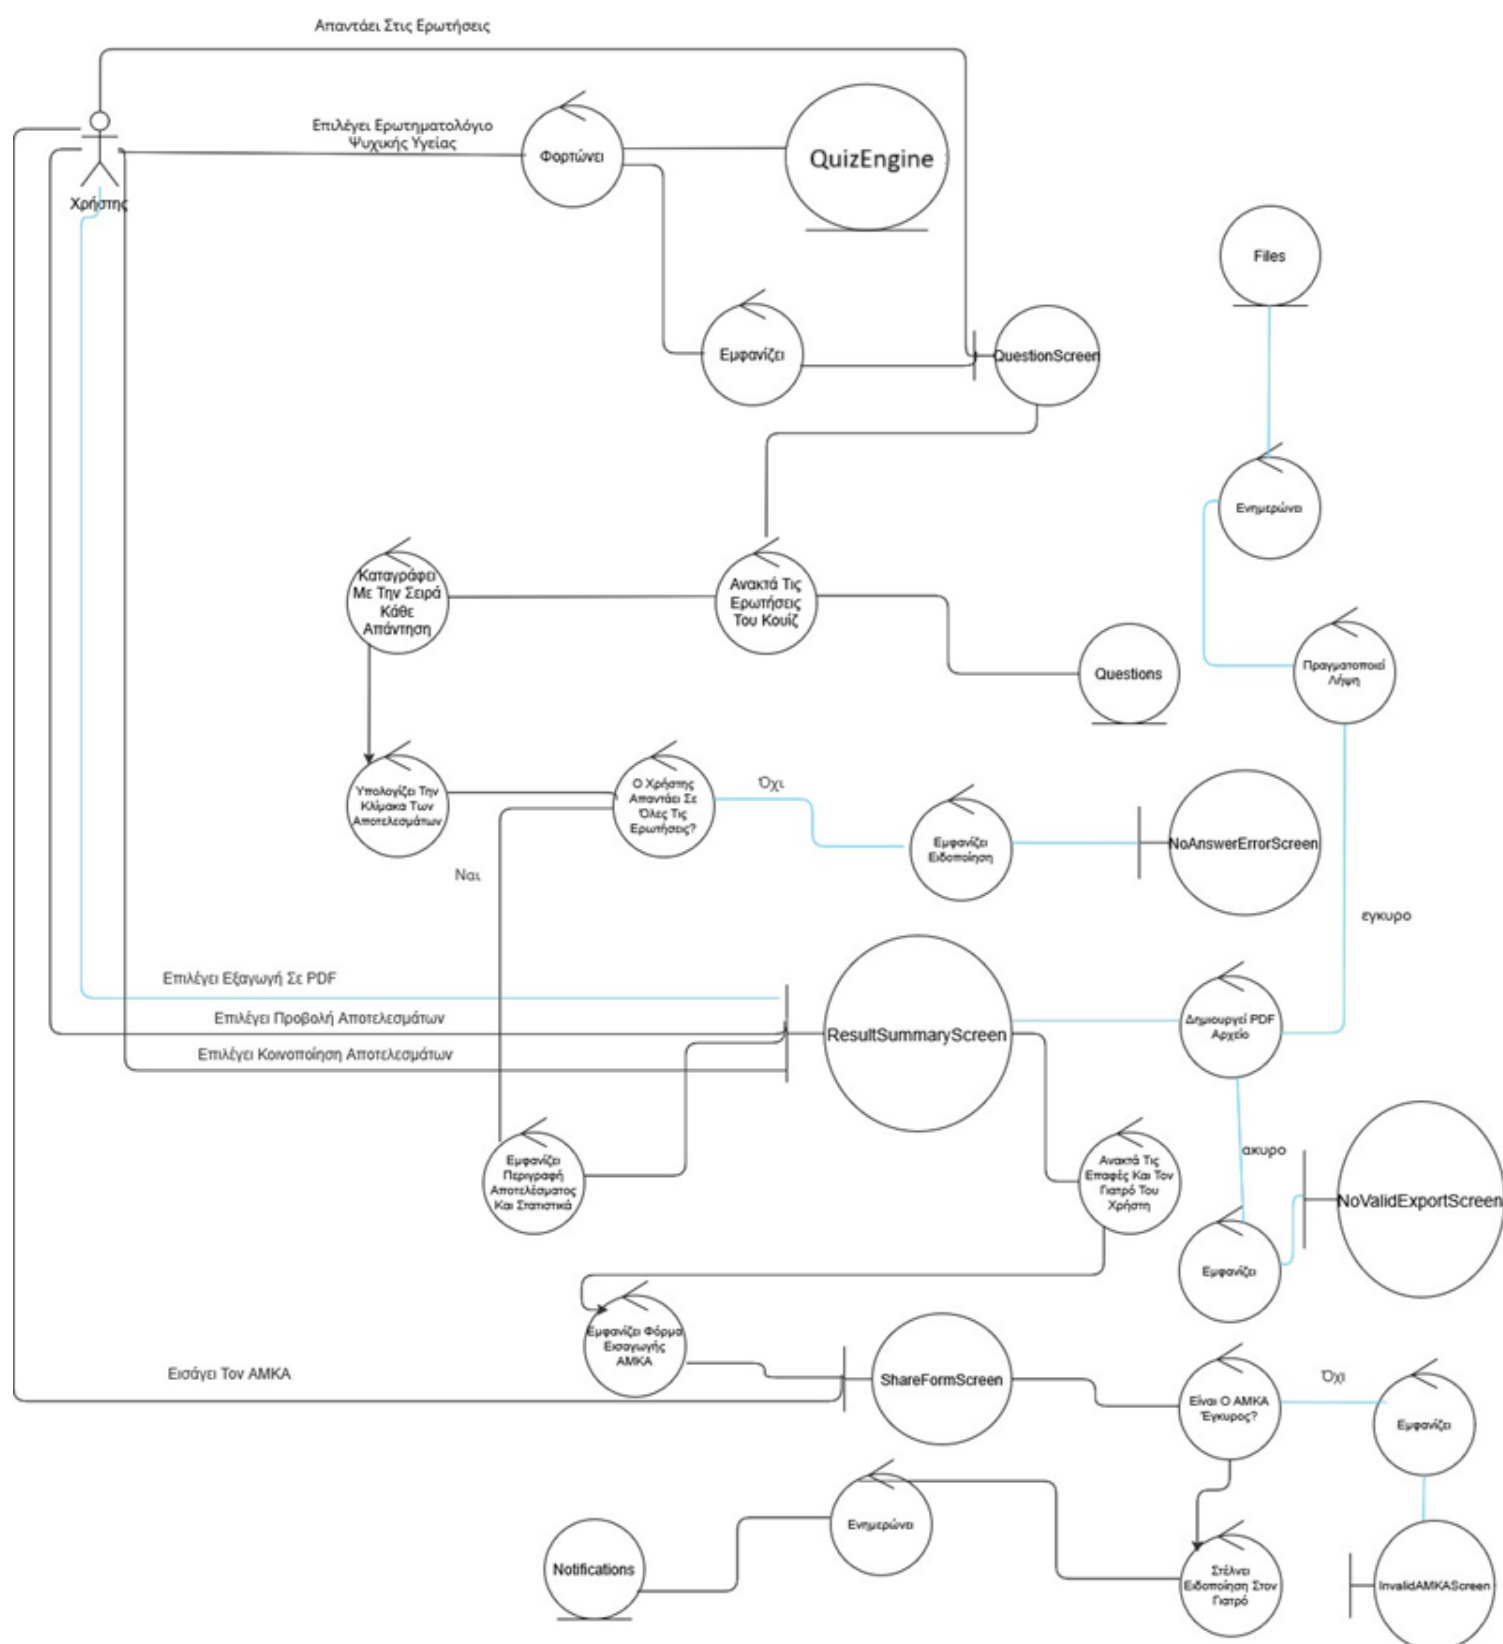 Απαντάει Στις Ερωτήσεις
Επιλέγει Ερωτηματολόγιο
Ψυχικής Υγείας
Φορτώνει
QuizEngine
Χρήστης
Files
Εμφανίζει
QuestionScreen
Ενημερώνει
Καταγράφει
Με Την Σειρά
Κάθε
Απάντηση
Ανακτά Τις
Ερωτήσεις
Του Κουίζ
Questions
Πραγματοποιεί
Λήψη
Υπολογίζει Την
Κλίμακα Των
Αποτελεσμάτων
Ο Χρήστης
Απαντάει Σε
Όλες Τις
Ερωτήσεις?
Όχι
Εμφανίζει
Ειδοποίηση
NoAnswerErrorScreen
Ναι
εγκυρο
Επιλέγει Εξαγωγή Σε PDF
Επιλέγει Προβολή Αποτελεσμάτων
Επιλέγει Κοινοποίηση Αποτελεσμάτων
ResultSummaryScreen
Δημιουργεί PDF
Αρχείο
ακυρο
Εμφανίζει
Περιγραφή
Αποτελέσματος
Και Στατιστικά
Ανακτά Τις
Επαφές Και Τον
Γιατρό Του
Χρήστη
NoValidExportScreen
Εμφανίζει
Εμφανίζει Φόρμα
Εισαγωγής
ΑΜΚΑ
Εισάγει Τον ΑΜΚΑ
ShareFormScreen
Είναι Ο ΑΜΚΑ
Έγκυρος?
Όχι
Εμφανίζει
Ενημερώνει
Notifications
Στέλνει
Ειδοποίηση Στον
Γιατρό
InvalidAMKAScreen